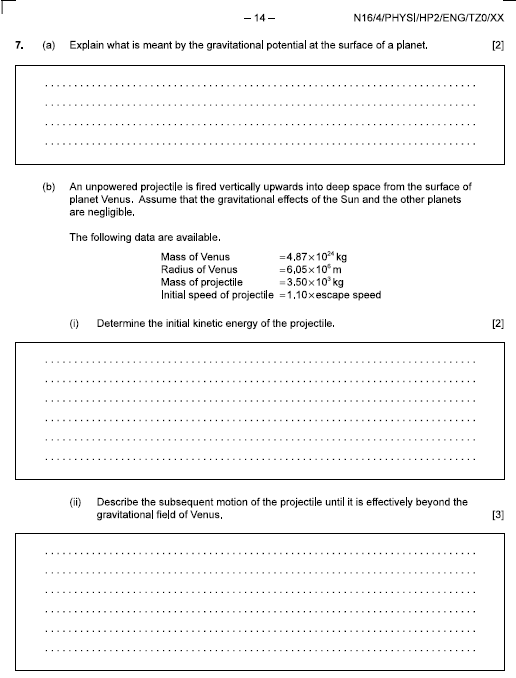 – 14 –
N16/4/PHYSI/HP2/ENG/TZ0/XX
7. (a) Explain what is meant by the gravitational potential at the surface of a planet. [2]
(b) An unpowered projectile is fired vertically upwards into deep space from the surface of
planet Venus. Assume that the gravitational effects of the Sun and the other planets
are negligible.
The following data are available.
Mass of Venus =4.87×10²⁴ kg
Radius of Venus =6.05×10⁶ m
Mass of projectile =3.50×10³ kg
Initial speed of projectile =1.10×escape speed
(i) Determine the initial kinetic energy of the projectile. [2]
(ii) Describe the subsequent motion of the projectile until it is effectively beyond the
gravitational field of Venus. [3]